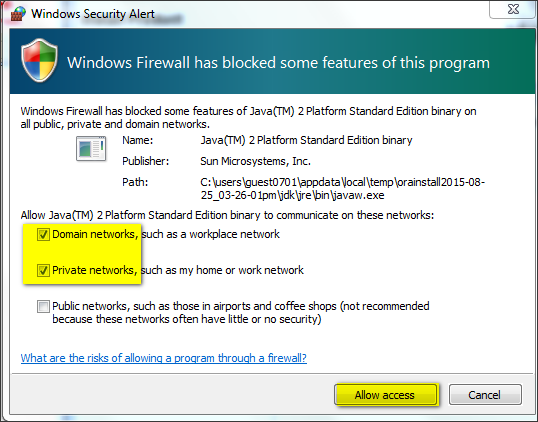 Windows Security Alert
Windows Firewall has blocked some features of this program
Windows Firewall has blocked some features of Java(TM) 2 Platform Standard Edition binary on
all public, private and domain networks.
Name: Java(TM) 2 Platform Standard Edition binary
Publisher: Sun Microsystems, Inc.
Path: C:\users\guest0701\appdata\local\temp\orainstall2015-08-
25_03-26-01pm\jdk\jre\bin\javaw.exe
Allow Java(TM) 2 Platform Standard Edition binary to communicate on these networks:
Domain networks, such as a workplace network
Private networks, such as my home or work network
Public networks, such as those in airports and coffee shops (not recommended
because these networks often have little or no security)
What are the risks of allowing a program through a firewall?
Allow access
Cancel